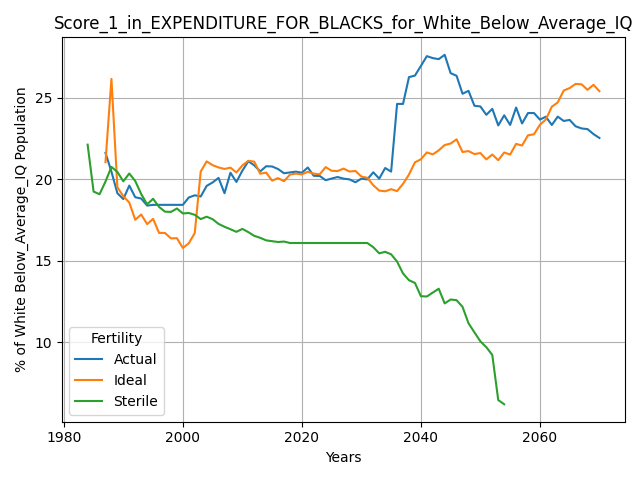 Score_1_in_EXPENDITURE_FOR_BLACKS_for_White_Below_Average_IQ
% of White Below_Average_IQ Population
25
20
15
10
Fertility
Actual
Ideal
Sterile
1980 2000 2020 2040 2060
Years